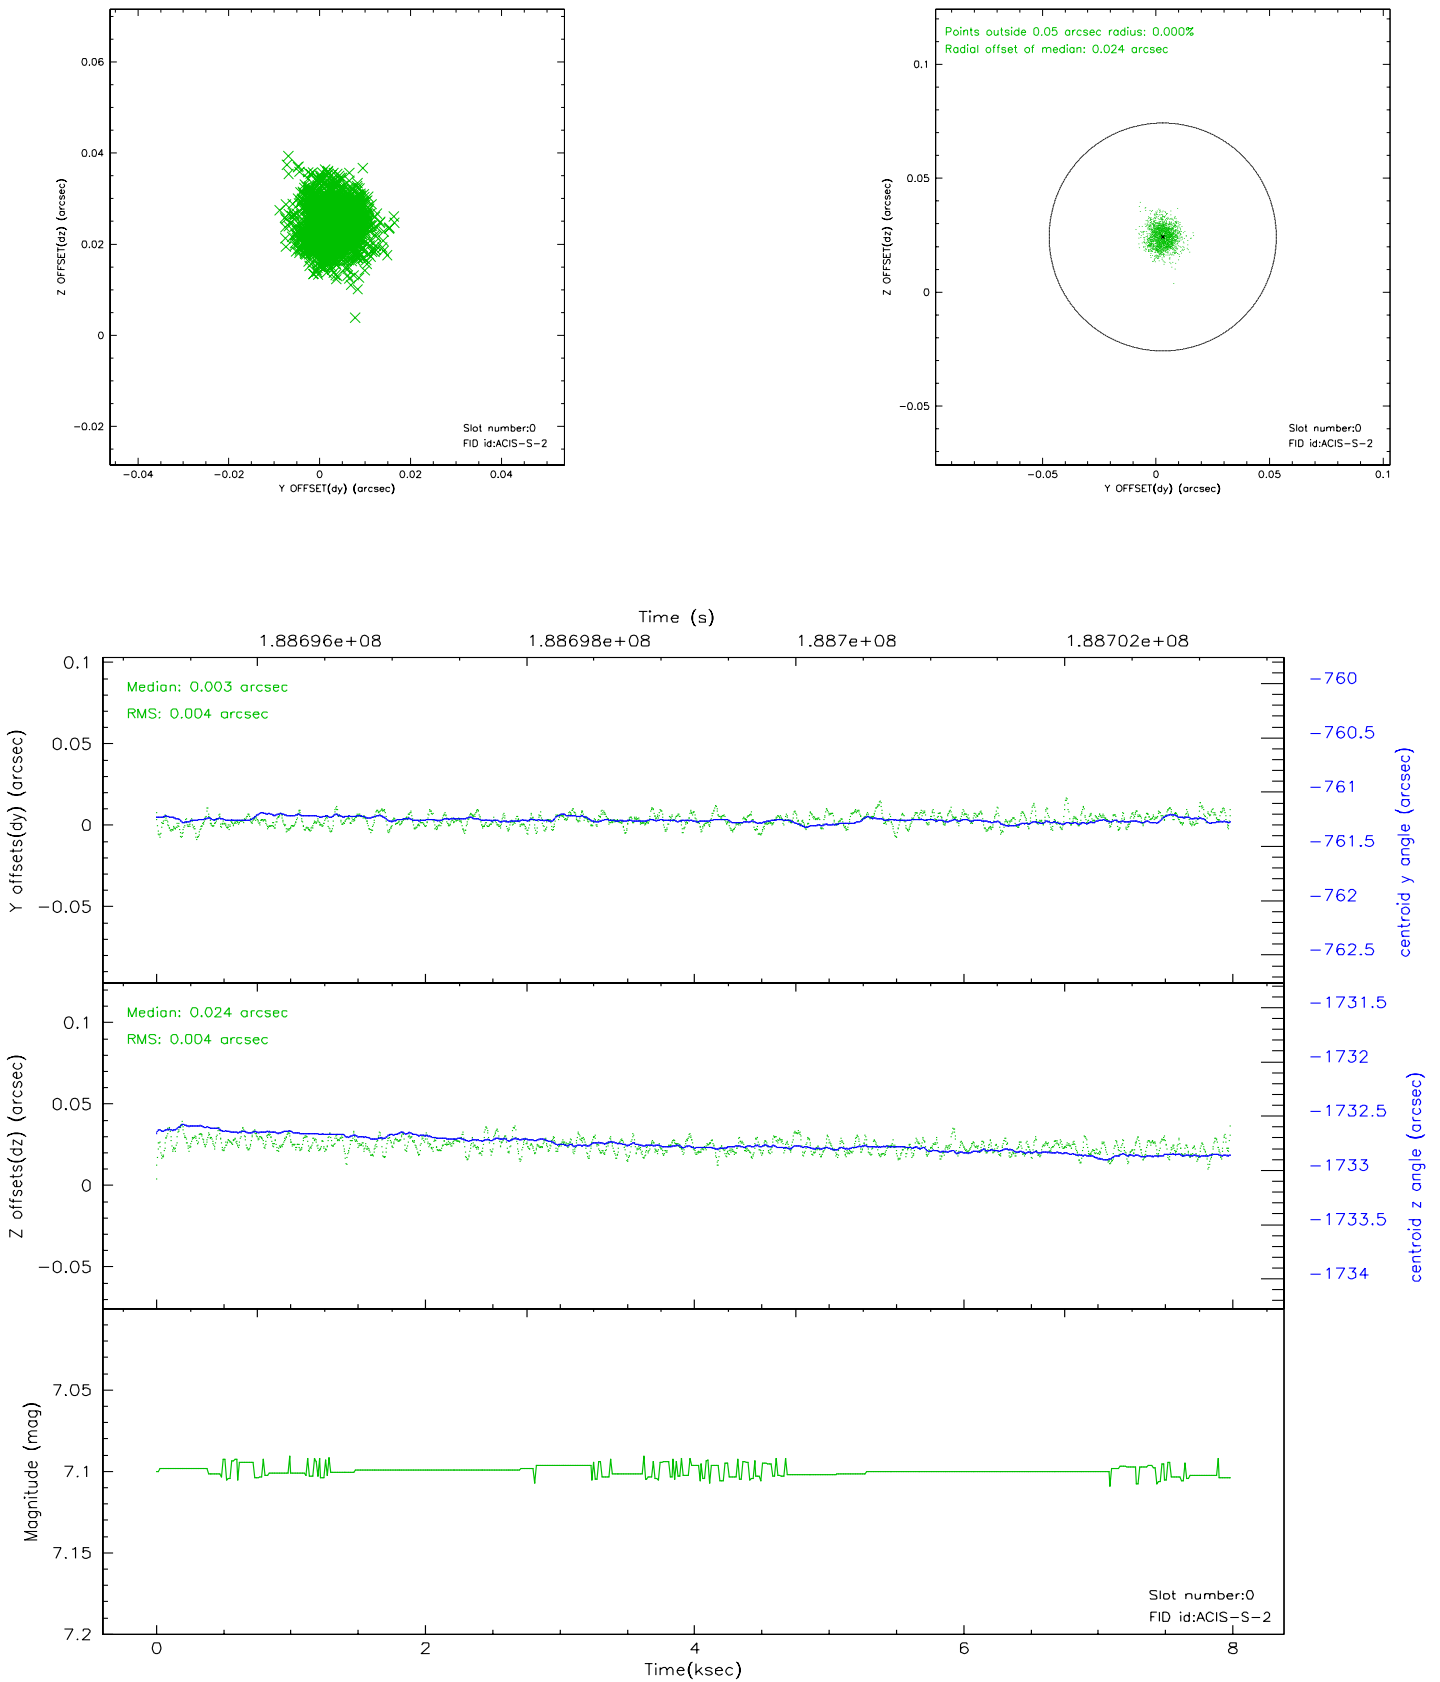 0.06
0.04
0.02
0
−0.02
Z OFFSET(dz) (arcsec)
Slot number:0
FID id:ACIS−S−2
−0.04 −0.02 0 0.02 0.04
Y OFFSET(dy) (arcsec)
Points outside 0.05 arcsec radius: 0.000%
Radial offset of median: 0.024 arcsec
0.1
0.05
0
−0.05
Z OFFSET(dz) (arcsec)
Slot number:0
FID id:ACIS−S−2
−0.05 0 0.05 0.1
Y OFFSET(dy) (arcsec)
Time (s)
1.88696e+08 1.88698e+08 1.887e+08 1.88702e+08
Median: 0.003 arcsec
RMS: 0.004 arcsec
0.1
0.05
0
−0.05
Y offsets(dy) (arcsec)
−760
−760.5
−761
−761.5
−762
−762.5
centroid y angle (arcsec)
Median: 0.024 arcsec
RMS: 0.004 arcsec
0.1
0.05
0
−0.05
Z offsets(dz) (arcsec)
−1731.5
−1732
−1732.5
−1733
−1733.5
−1734
centroid z angle (arcsec)
7.05
7.1
7.15
7.2
Magnitude (mag)
Slot number:0
FID id:ACIS−S−2
0 2 4 6 8
Time(ksec)